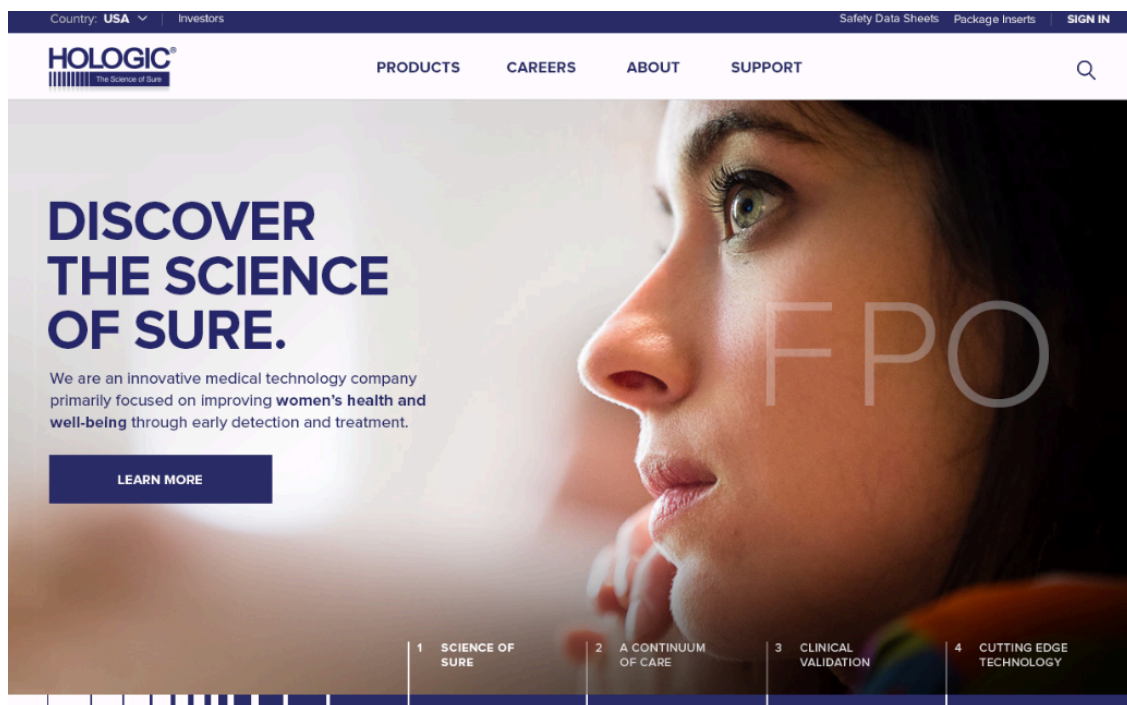 Country: USA
Investors
Safety Data Sheets
Package Inserts
SIGN IN
HOLOGIC®
The Science of Sure
PRODUCTS
CAREERS
ABOUT
SUPPORT
DISCOVER
THE SCIENCE
OF SURE.
We are an innovative medical technology company
primarily focused on improving women’s health and
well-being through early detection and treatment.
LEARN MORE
FPO
1 SCIENCE OF
SURE
2 A CONTINUUM
OF CARE
3 CLINICAL
VALIDATION
4 CUTTING EDGE
TECHNOLOGY